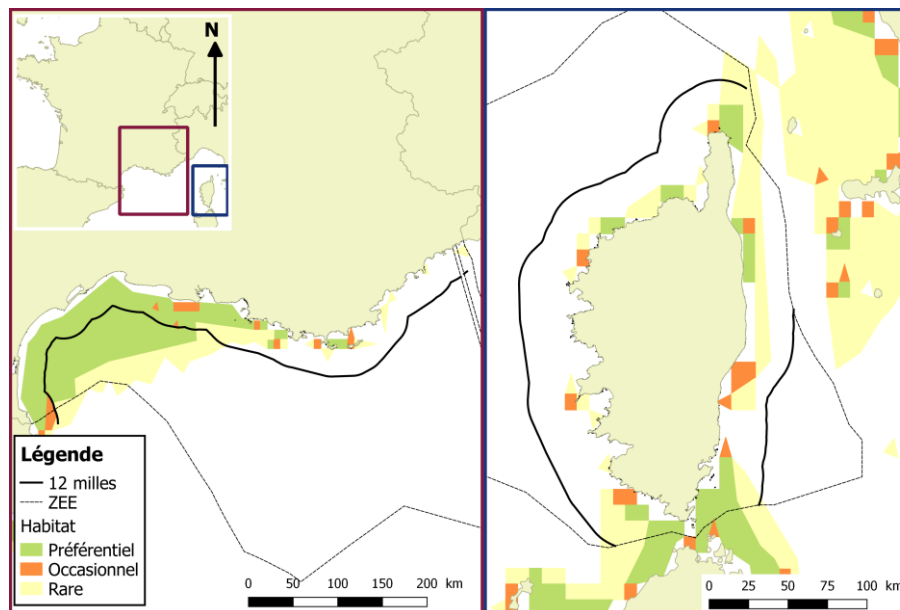 N
Légende
12 milles
ZEE
Habitat
Préférentiel
Occasionnel
Rare
0 50 100 150 200 km
0 25 50 75 100 km